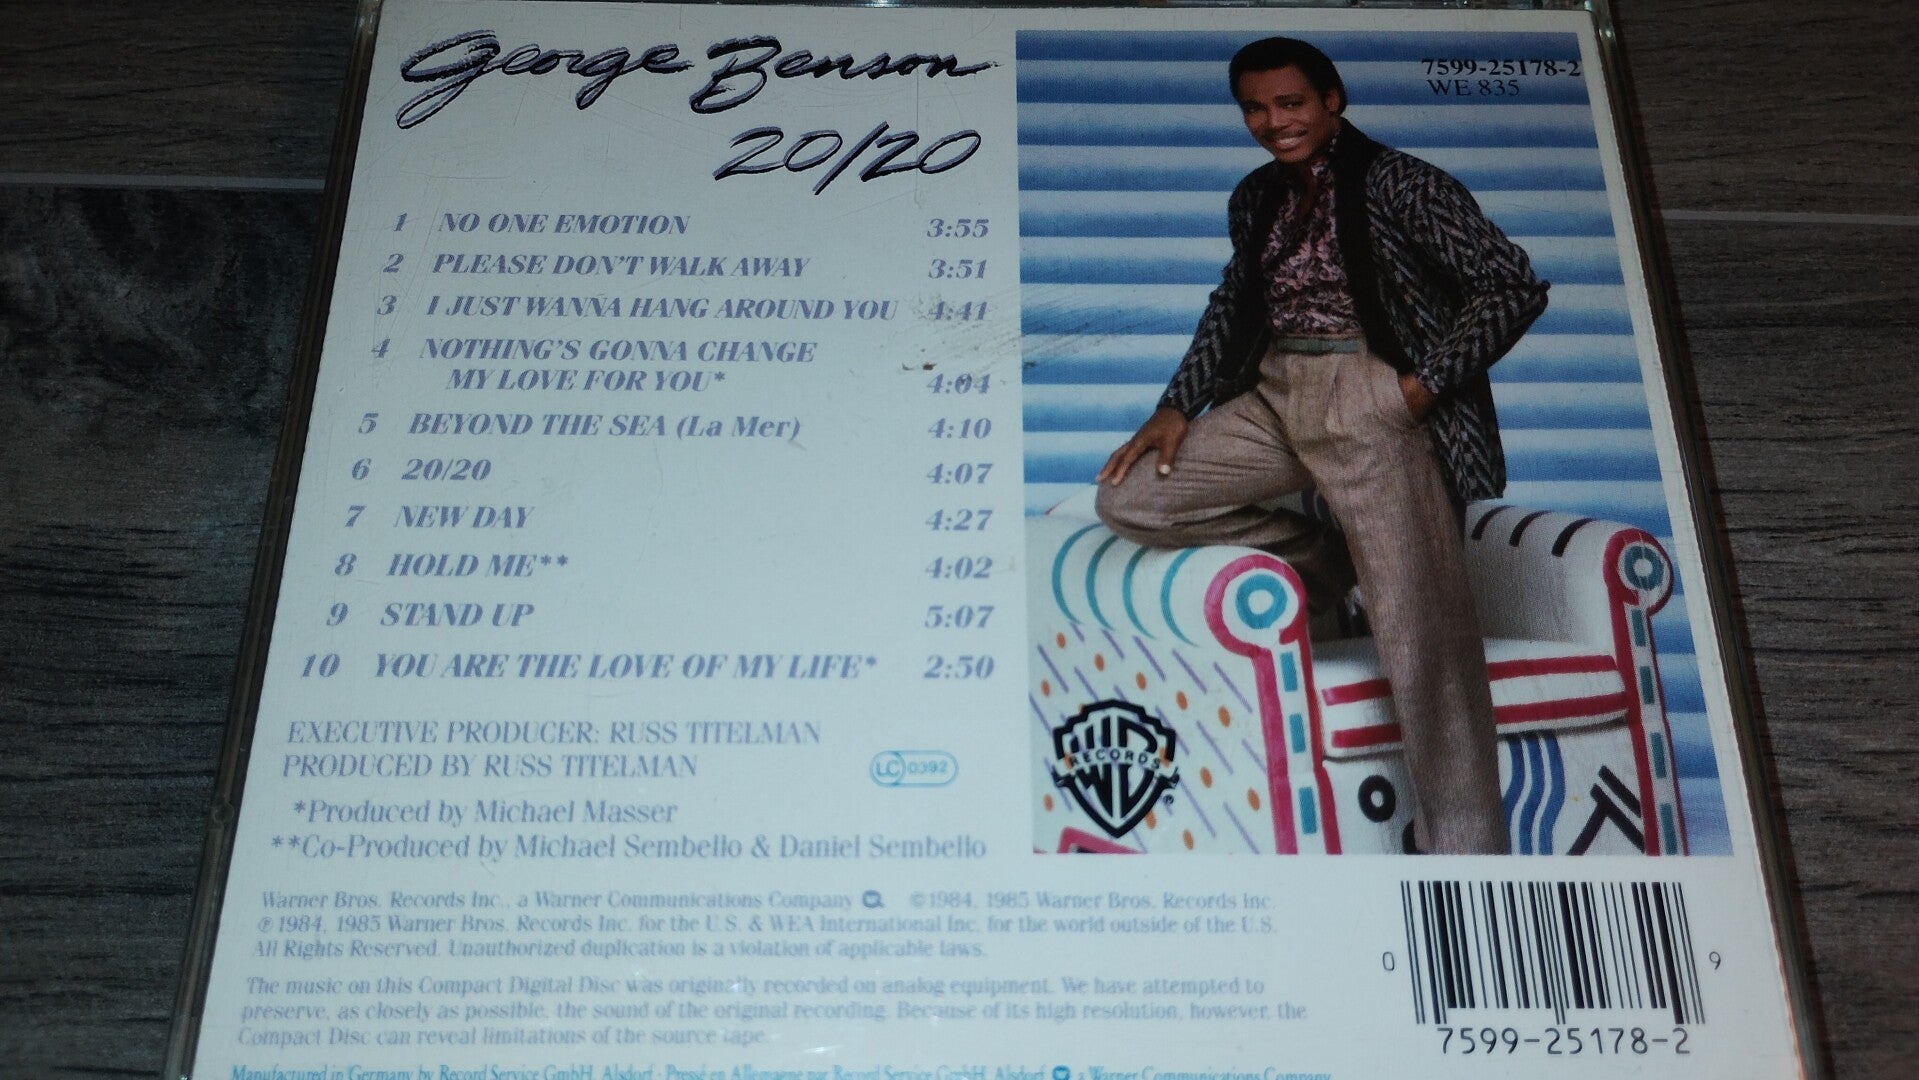 George Benson
20/20
7599-25178-2
WE 835
1 NO ONE EMOTION 3:55
2 PLEASE DON'T WALK AWAY 3:51
3 I JUST WANNA HANG AROUND YOU 4:41
4 NOTHING'S GONNA CHANGE
MY LOVE FOR YOU* 4:04
5 BEYOND THE SEA (La Mer) 4:10
6 20/20 4:07
7 NEW DAY 4:27
8 HOLD ME** 4:02
9 STAND UP 5:07
10 YOU ARE THE LOVE OF MY LIFE* 2:50
EXECUTIVE PRODUCER: RUSS TITELMAN
PRODUCED BY RUSS TITELMAN
LC 0392
*Produced by Michael Masser
**Co-Produced by Michael Sembello & Daniel Sembello
WB RECORDS ®
Warner Bros. Records Inc., a Warner Communications Company ©1984, 1985 Warner Bros. Records Inc.
℗ 1984, 1985 Warner Bros. Records Inc. for the U.S. & WEA International Inc. for the world outside of the U.S.
All Rights Reserved. Unauthorized duplication is a violation of applicable laws.
The music on this Compact Digital Disc was originally recorded on analog equipment. We have attempted to
preserve, as closely as possible, the sound of the original recording. Because of its high resolution, however, the
Compact Disc can reveal limitations of the source tape.
Manufactured in Germany by Record Service GmbH, Alsdorf · Pressé en Allemagne par Record Service GmbH, Alsdorf a Warner Communications Company
0 9
7599-25178-2